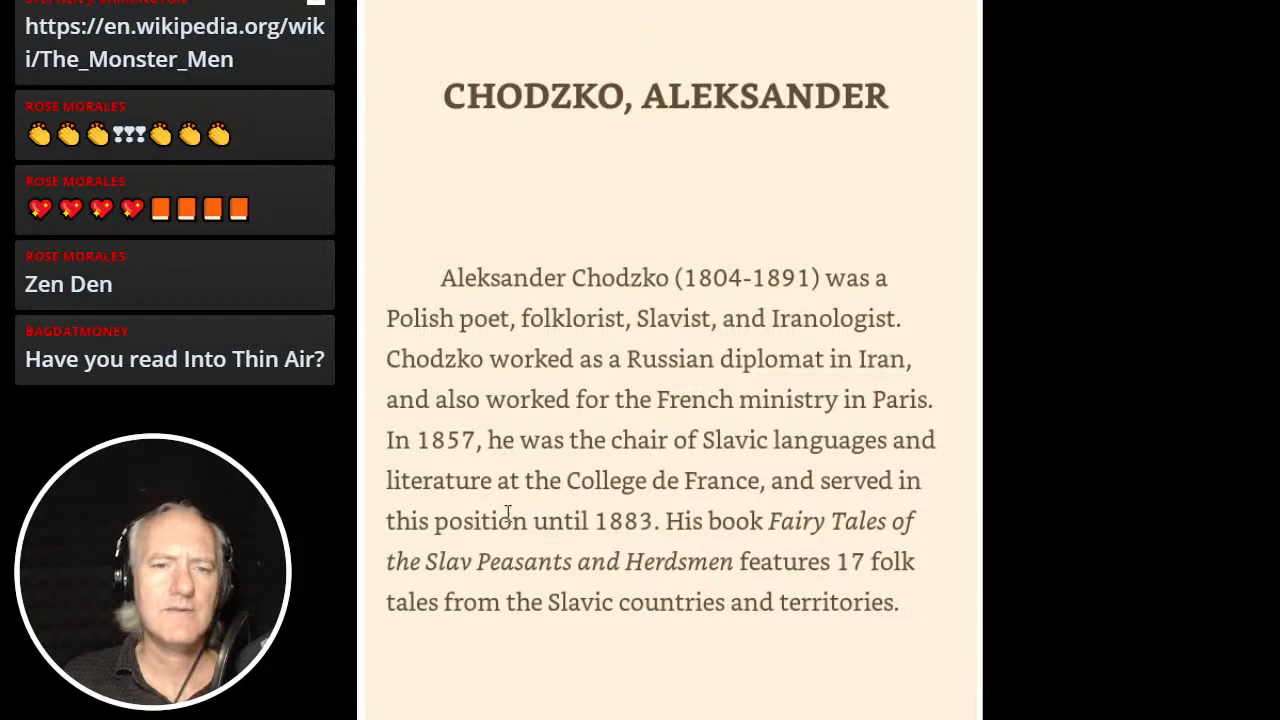 https://en.wikipedia.org/wik
i/The_Monster_Men
ROSE MORALES
👏👏👏❣❣❣👏👏👏
ROSE MORALES
💖💖💖💖📙📙📙📙
ROSE MORALES
Zen Den
BAGDATMONEY
Have you read Into Thin Air?
CHODZKO, ALEKSANDER
Aleksander Chodzko (1804-1891) was a
Polish poet, folklorist, Slavist, and Iranologist.
Chodzko worked as a Russian diplomat in Iran,
and also worked for the French ministry in Paris.
In 1857, he was the chair of Slavic languages and
literature at the College de France, and served in
this position until 1883. His book Fairy Tales of
the Slav Peasants and Herdsmen features 17 folk
tales from the Slavic countries and territories.